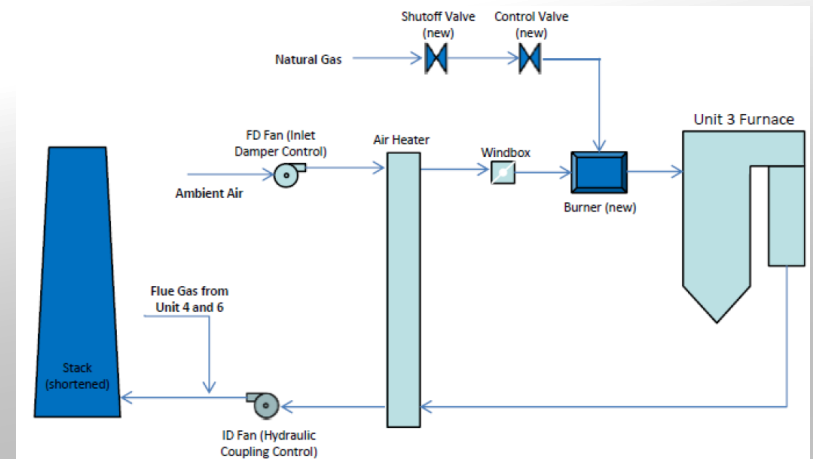 Shutoff Valve
(new)
Control Valve
(new)
Natural Gas
Unit 3 Furnace
FD Fan (Inlet
Damper Control)
Air Heater
Windbox
Ambient Air
Burner (new)
Flue Gas from
Unit 4 and 6
Stack
(shortened)
ID Fan (Hydraulic
Coupling Control)